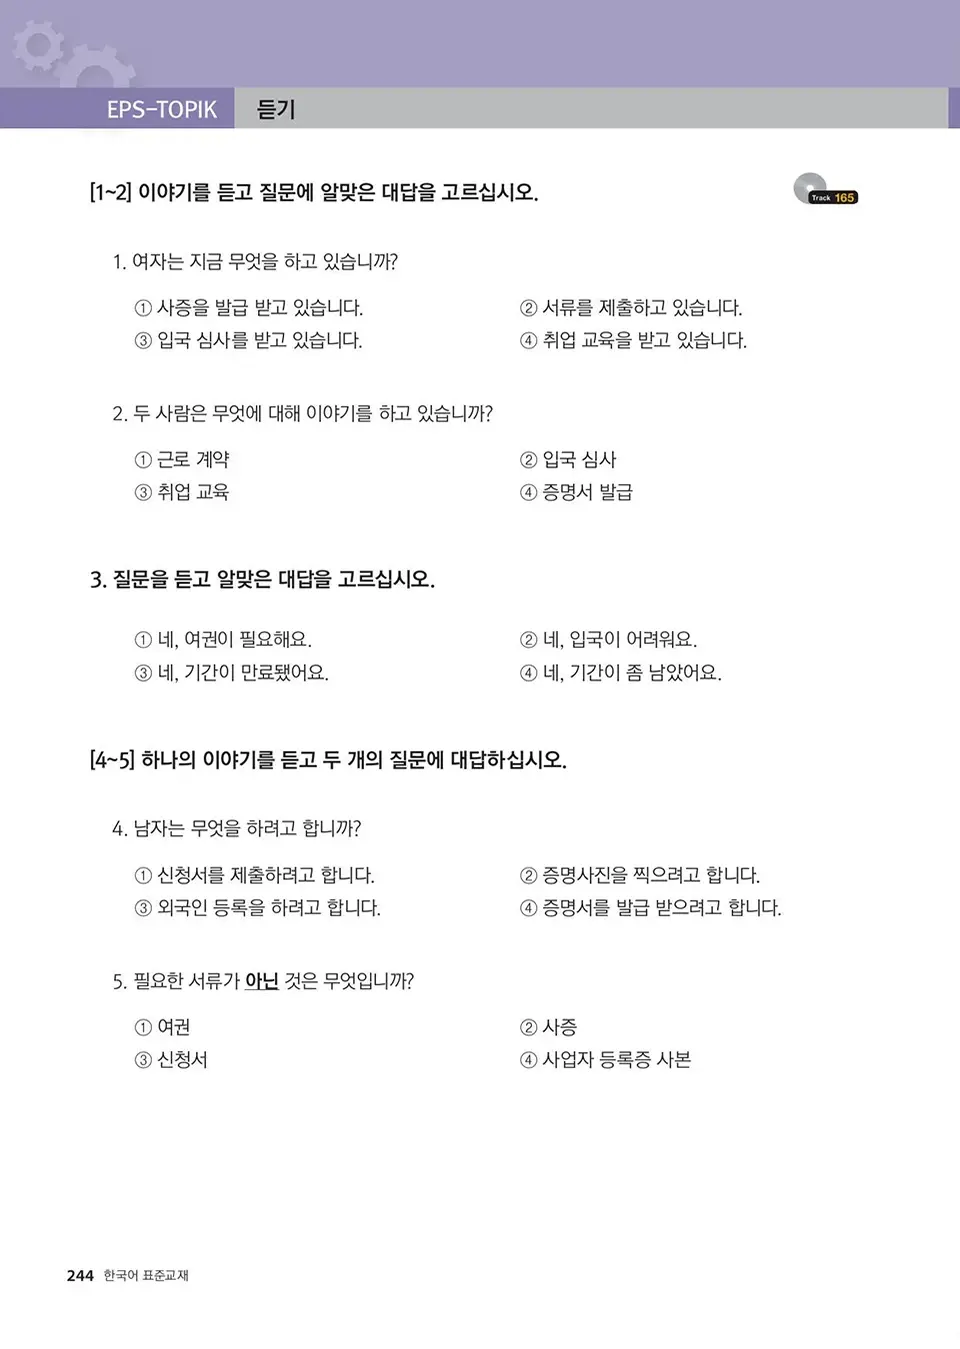 EPS-TOPIK 듣기
[1~2] 이야기를 듣고 질문에 알맞은 대답을 고르십시오.
Track 165
1. 여자는 지금 무엇을 하고 있습니까?
① 사증을 발급 받고 있습니다. ② 서류를 제출하고 있습니다.
③ 입국 심사를 받고 있습니다. ④ 취업 교육을 받고 있습니다.
2. 두 사람은 무엇에 대해 이야기를 하고 있습니까?
① 근로 계약 ② 입국 심사
③ 취업 교육 ④ 증명서 발급
3. 질문을 듣고 알맞은 대답을 고르십시오.
① 네, 여권이 필요해요. ② 네, 입국이 어려워요.
③ 네, 기간이 만료됐어요. ④ 네, 기간이 좀 남았어요.
[4~5] 하나의 이야기를 듣고 두 개의 질문에 대답하십시오.
4. 남자는 무엇을 하려고 합니까?
① 신청서를 제출하려고 합니다. ② 증명사진을 찍으려고 합니다.
③ 외국인 등록을 하려고 합니다. ④ 증명서를 발급 받으려고 합니다.
5. 필요한 서류가 아닌 것은 무엇입니까?
① 여권 ② 사증
③ 신청서 ④ 사업자 등록증 사본
244 한국어 표준교재